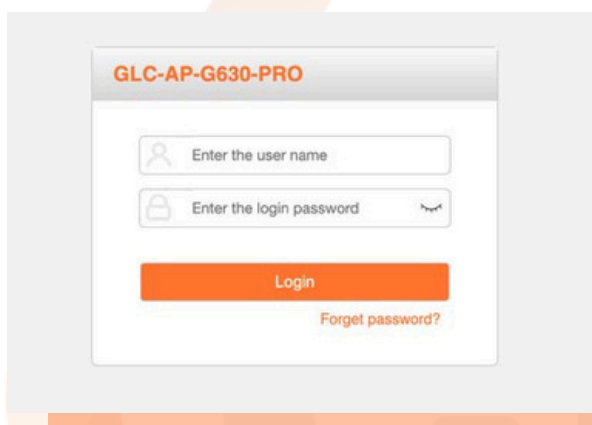 GLC-AP-G630-PRO
Enter the user name
Enter the login password
Login
Forget password?